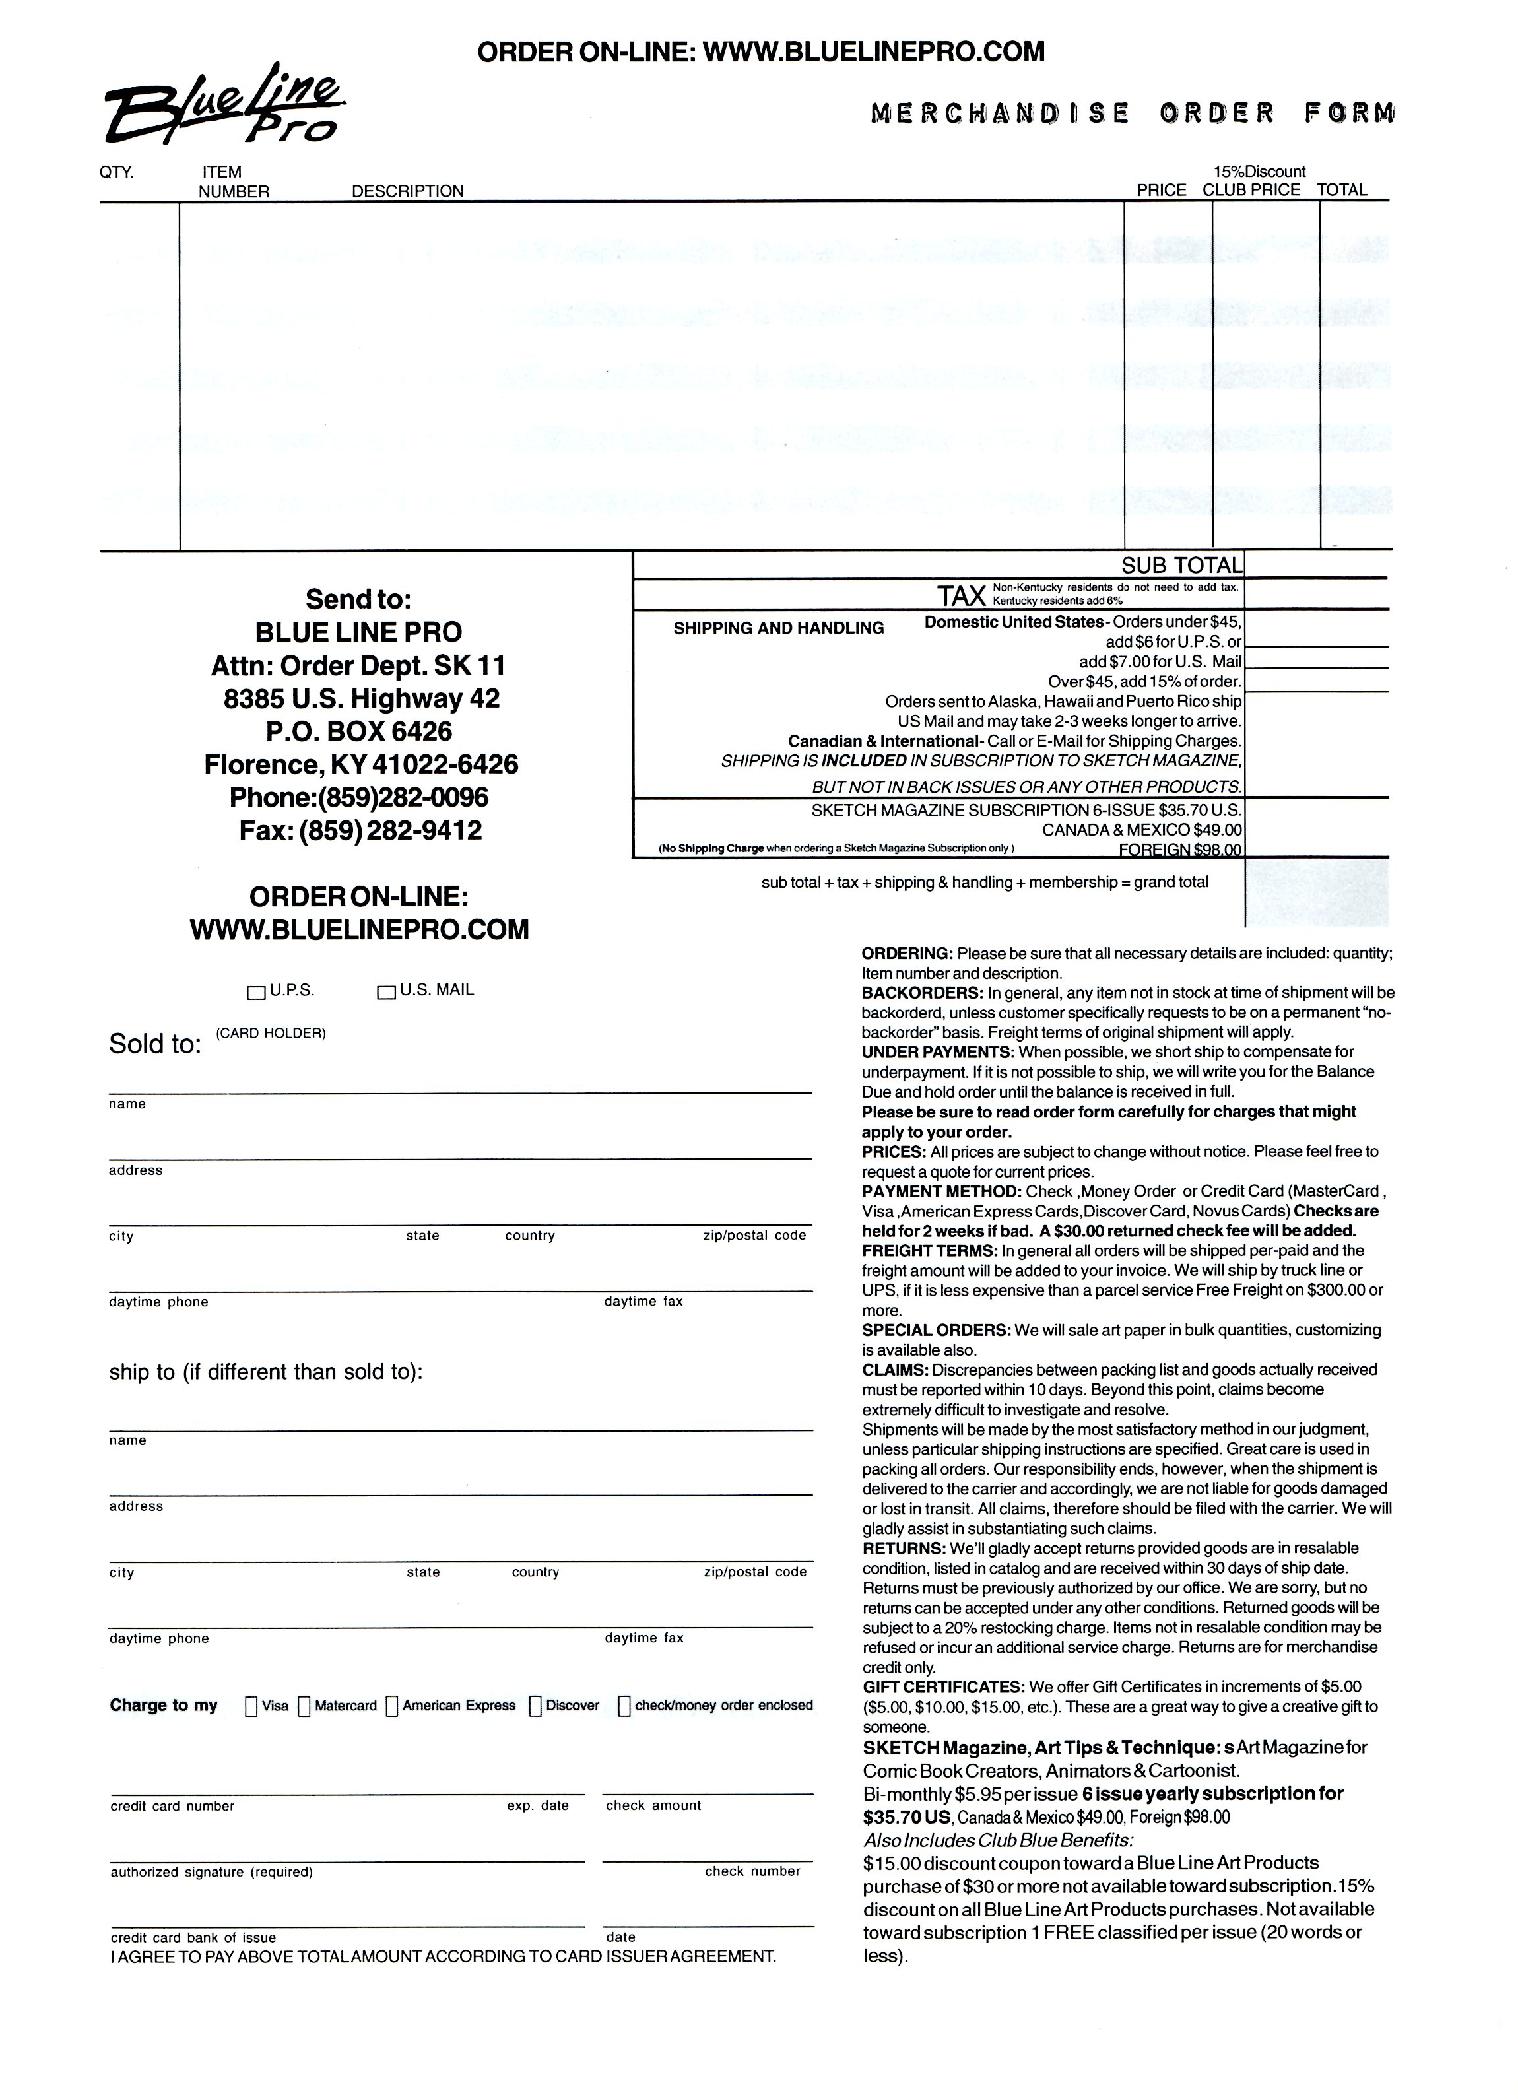 ORDER ON-LINE: WWW.BLUELINEPRO.COM
Blue Line
Pro
MERCHANDISE ORDER FORM
QTY. ITEM
NUMBER DESCRIPTION
15%Discount
PRICE CLUB PRICE TOTAL
SUB TOTAL
TAX Non-Kentucky residents do not need to add tax.
Kentucky residents add 6%
SHIPPING AND HANDLING Domestic United States- Orders under $45,
add $6 for U.P.S. or
add $7.00 for U.S. Mail
Over $45, add 15% of order.
Orders sent to Alaska, Hawaii and Puerto Rico ship
US Mail and may take 2-3 weeks longer to arrive.
Canadian & International- Call or E-Mail for Shipping Charges.
SHIPPING IS INCLUDED IN SUBSCRIPTION TO SKETCH MAGAZINE,
BUT NOT IN BACK ISSUES OR ANY OTHER PRODUCTS.
SKETCH MAGAZINE SUBSCRIPTION 6-ISSUE $35.70 U.S.
CANADA & MEXICO $49.00
(No Shipping Charge when ordering a Sketch Magazine Subscription only ) FOREIGN $98.00
sub total + tax + shipping & handling + membership = grand total
Send to:
BLUE LINE PRO
Attn: Order Dept. SK 11
8385 U.S. Highway 42
P.O. BOX 6426
Florence, KY 41022-6426
Phone:(859)282-0096
Fax: (859) 282-9412
ORDER ON-LINE:
WWW.BLUELINEPRO.COM
U.P.S. U.S. MAIL
Sold to: (CARD HOLDER)
name
address
city state country zip/postal code
daytime phone daytime fax
ship to (if different than sold to):
name
address
city state country zip/postal code
daytime phone daytime fax
Charge to my Visa Matercard American Express Discover check/money order enclosed
credit card number exp. date check amount
authorized signature (required) check number
credit card bank of issue date
I AGREE TO PAY ABOVE TOTAL AMOUNT ACCORDING TO CARD ISSUER AGREEMENT.
ORDERING: Please be sure that all necessary details are included: quantity;
Item number and description.
BACKORDERS: In general, any item not in stock at time of shipment will be
backorderd, unless customer specifically requests to be on a permanent "no-
backorder" basis. Freight terms of original shipment will apply.
UNDER PAYMENTS: When possible, we short ship to compensate for
underpayment. If it is not possible to ship, we will write you for the Balance
Due and hold order until the balance is received in full.
Please be sure to read order form carefully for charges that might
apply to your order.
PRICES: All prices are subject to change without notice. Please feel free to
request a quote for current prices.
PAYMENT METHOD: Check ,Money Order or Credit Card (MasterCard ,
Visa ,American Express Cards,Discover Card, Novus Cards) Checks are
held for 2 weeks if bad. A $30.00 returned check fee will be added.
FREIGHT TERMS: In general all orders will be shipped per-paid and the
freight amount will be added to your invoice. We will ship by truck line or
UPS, if it is less expensive than a parcel service Free Freight on $300.00 or
more.
SPECIAL ORDERS: We will sale art paper in bulk quantities, customizing
is available also.
CLAIMS: Discrepancies between packing list and goods actually received
must be reported within 10 days. Beyond this point, claims become
extremely difficult to investigate and resolve.
Shipments will be made by the most satisfactory method in our judgment,
unless particular shipping instructions are specified. Great care is used in
packing all orders. Our responsibility ends, however, when the shipment is
delivered to the carrier and accordingly, we are not liable for goods damaged
or lost in transit. All claims, therefore should be filed with the carrier. We will
gladly assist in substantiating such claims.
RETURNS: We'll gladly accept returns provided goods are in resalable
condition, listed in catalog and are received within 30 days of ship date.
Returns must be previously authorized by our office. We are sorry, but no
returns can be accepted under any other conditions. Returned goods will be
subject to a 20% restocking charge. Items not in resalable condition may be
refused or incur an additional service charge. Returns are for merchandise
credit only.
GIFT CERTIFICATES: We offer Gift Certificates in increments of $5.00
($5.00, $10.00, $15.00, etc.). These are a great way to give a creative gift to
someone.
SKETCH Magazine, Art Tips & Technique: s Art Magazine for
Comic Book Creators, Animators & Cartoonist.
Bi-monthly $5.95 per issue 6 issue yearly subscription for
$35.70 US, Canada & Mexico $49.00, Foreign $98.00
Also Includes Club Blue Benefits:
$15.00 discount coupon toward a Blue Line Art Products
purchase of $30 or more not available toward subscription. 15%
discount on all Blue Line Art Products purchases. Not available
toward subscription 1 FREE classified per issue (20 words or
less).